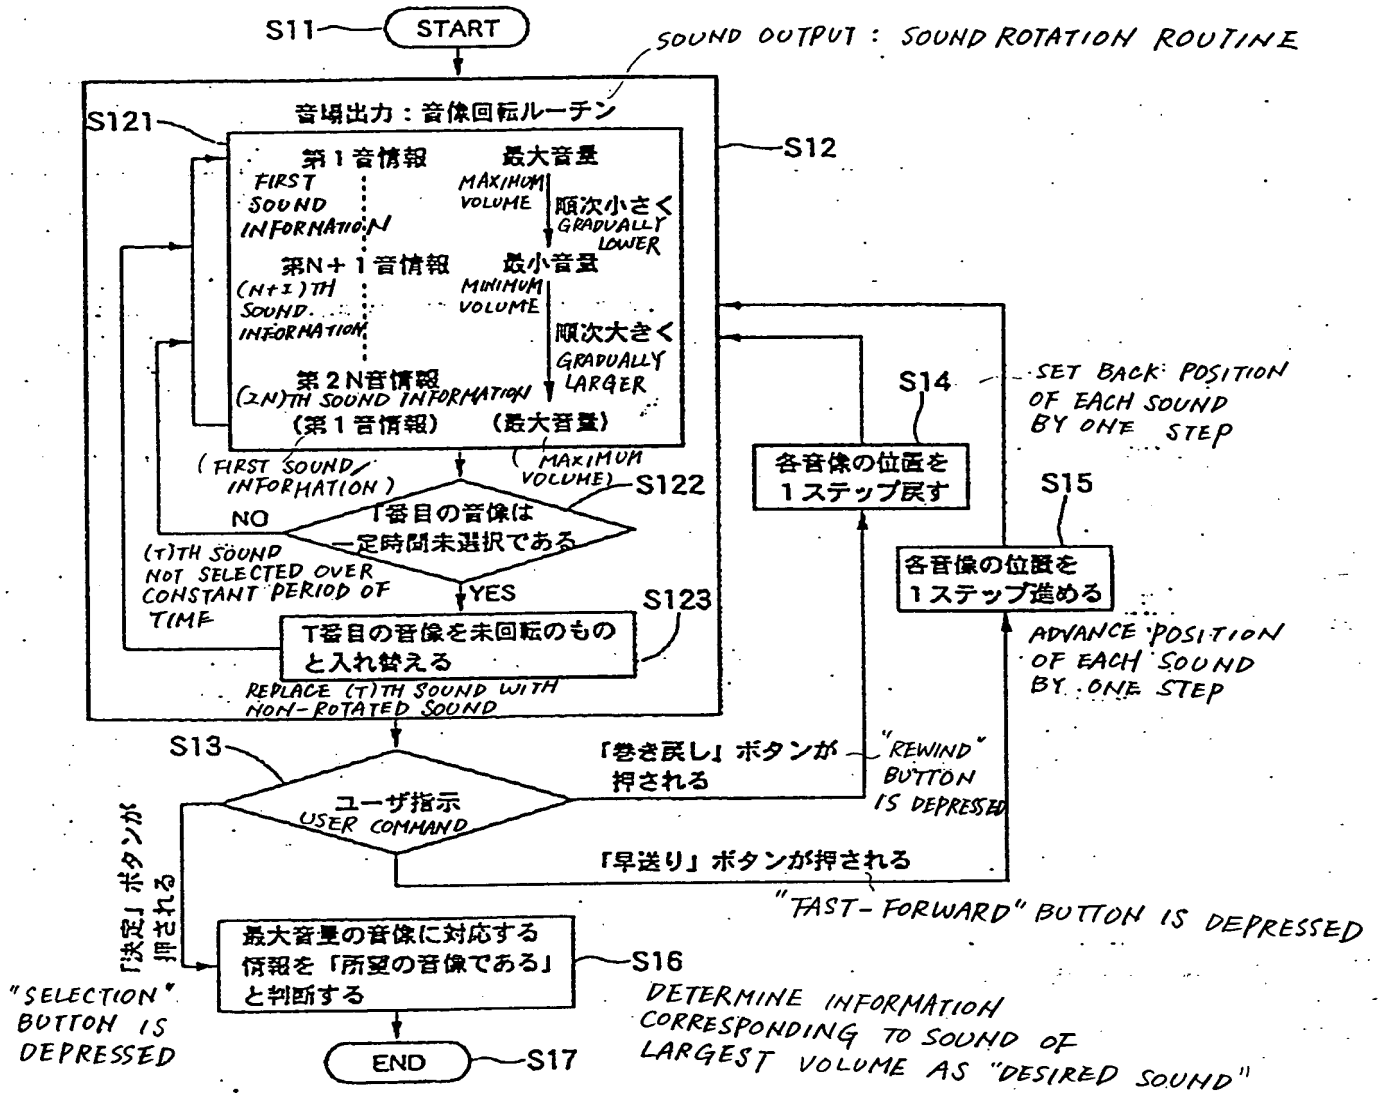 S11
START
SOUND OUTPUT : SOUND ROTATION ROUTINE
音場出力：音像回転ルーチン
S121
S12
第1音情報
最大音量
FIRST
SOUND
INFORMATION
MAXIMUM
VOLUME
順次小さく
GRADUALLY
LOWER
第N+1音情報
最小音量
(N+I)TH
SOUND.
INFORMATION
MINIMUM
VOLUME
順次大きく
GRADUALLY
LARGER
第2N音情報
(2N)TH SOUND INFORMATION
(第1音情報)
(最大音量)
(FIRST SOUND
INFORMATION)
(MAXIMUM
VOLUME)
S122
T番目の音像は
一定時間未選択である
NO
YES
(T)TH SOUND
NOT SELECTED OVER
CONSTANT PERIOD OF
TIME
S123
T番目の音像を未回転のもの
と入れ替える
REPLACE (T)TH SOUND WITH
NON-ROTATED SOUND
S14
SET BACK POSITION
OF EACH SOUND
BY ONE STEP
各音像の位置を
1ステップ戻す
S15
各音像の位置を
1ステップ進める
ADVANCE POSITION
OF EACH SOUND
BY ONE STEP
S13
ユーザ指示
USER COMMAND
「巻き戻し」ボタンが
押される
"REWIND"
BUTTON
IS DEPRESSED
「早送り」ボタンが押される
"FAST-FORWARD" BUTTON IS DEPRESSED
「決定」ボタンが
押される
"SELECTION"
BUTTON IS
DEPRESSED
最大音量の音像に対応する
情報を「所望の音像である」
と判断する
S16
DETERMINE INFORMATION
CORRESPONDING TO SOUND OF
LARGEST VOLUME AS "DESIRED SOUND"
END
S17